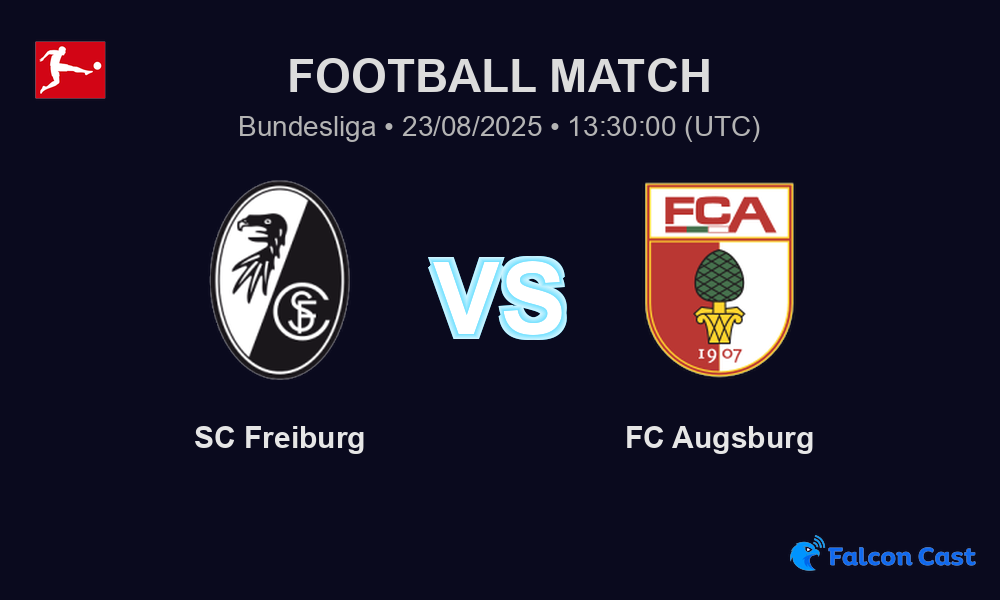 FOOTBALL MATCH
Bundesliga • 23/08/2025 • 13:30:00 (UTC)
FCA
VS
SC
F
1907
SC Freiburg
FC Augsburg
Falcon Cast